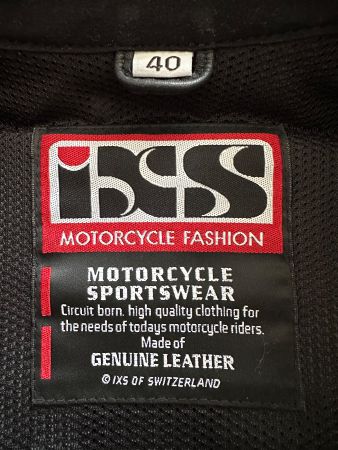 40
ixs
MOTORCYCLE FASHION
MOTORCYCLE
SPORTSWEAR
Circuit born. high quality clothing for
the needs of todays motorcycle riders.
Made of
GENUINE LEATHER
© IXS OF SWITZERLAND